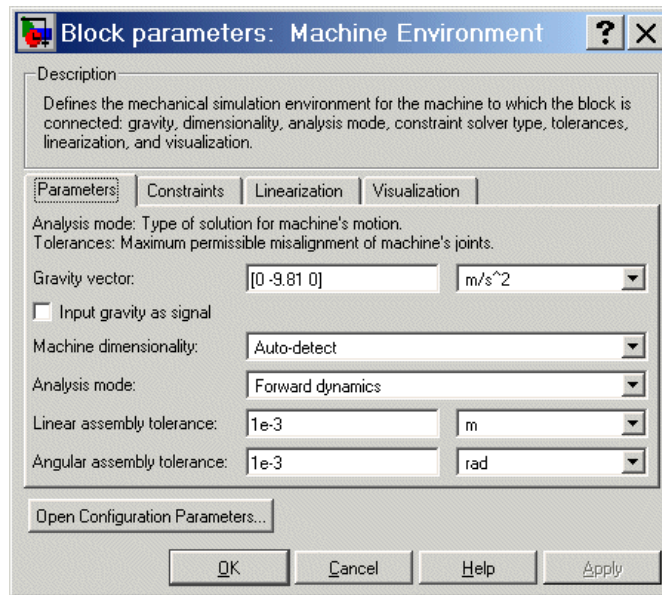 Block parameters: Machine Environment
Description
Defines the mechanical simulation environment for the machine to which the block is
connected: gravity, dimensionality, analysis mode, constraint solver type, tolerances,
linearization, and visualization.
Parameters Constraints Linearization Visualization
Analysis mode: Type of solution for machine's motion.
Tolerances: Maximum permissible misalignment of machine's joints.
Gravity vector: [0 -9.81 0] m/s^2
Input gravity as signal
Machine dimensionality: Auto-detect
Analysis mode: Forward dynamics
Linear assembly tolerance: 1e-3 m
Angular assembly tolerance: 1e-3 rad
Open Configuration Parameters...
OK Cancel Help Apply